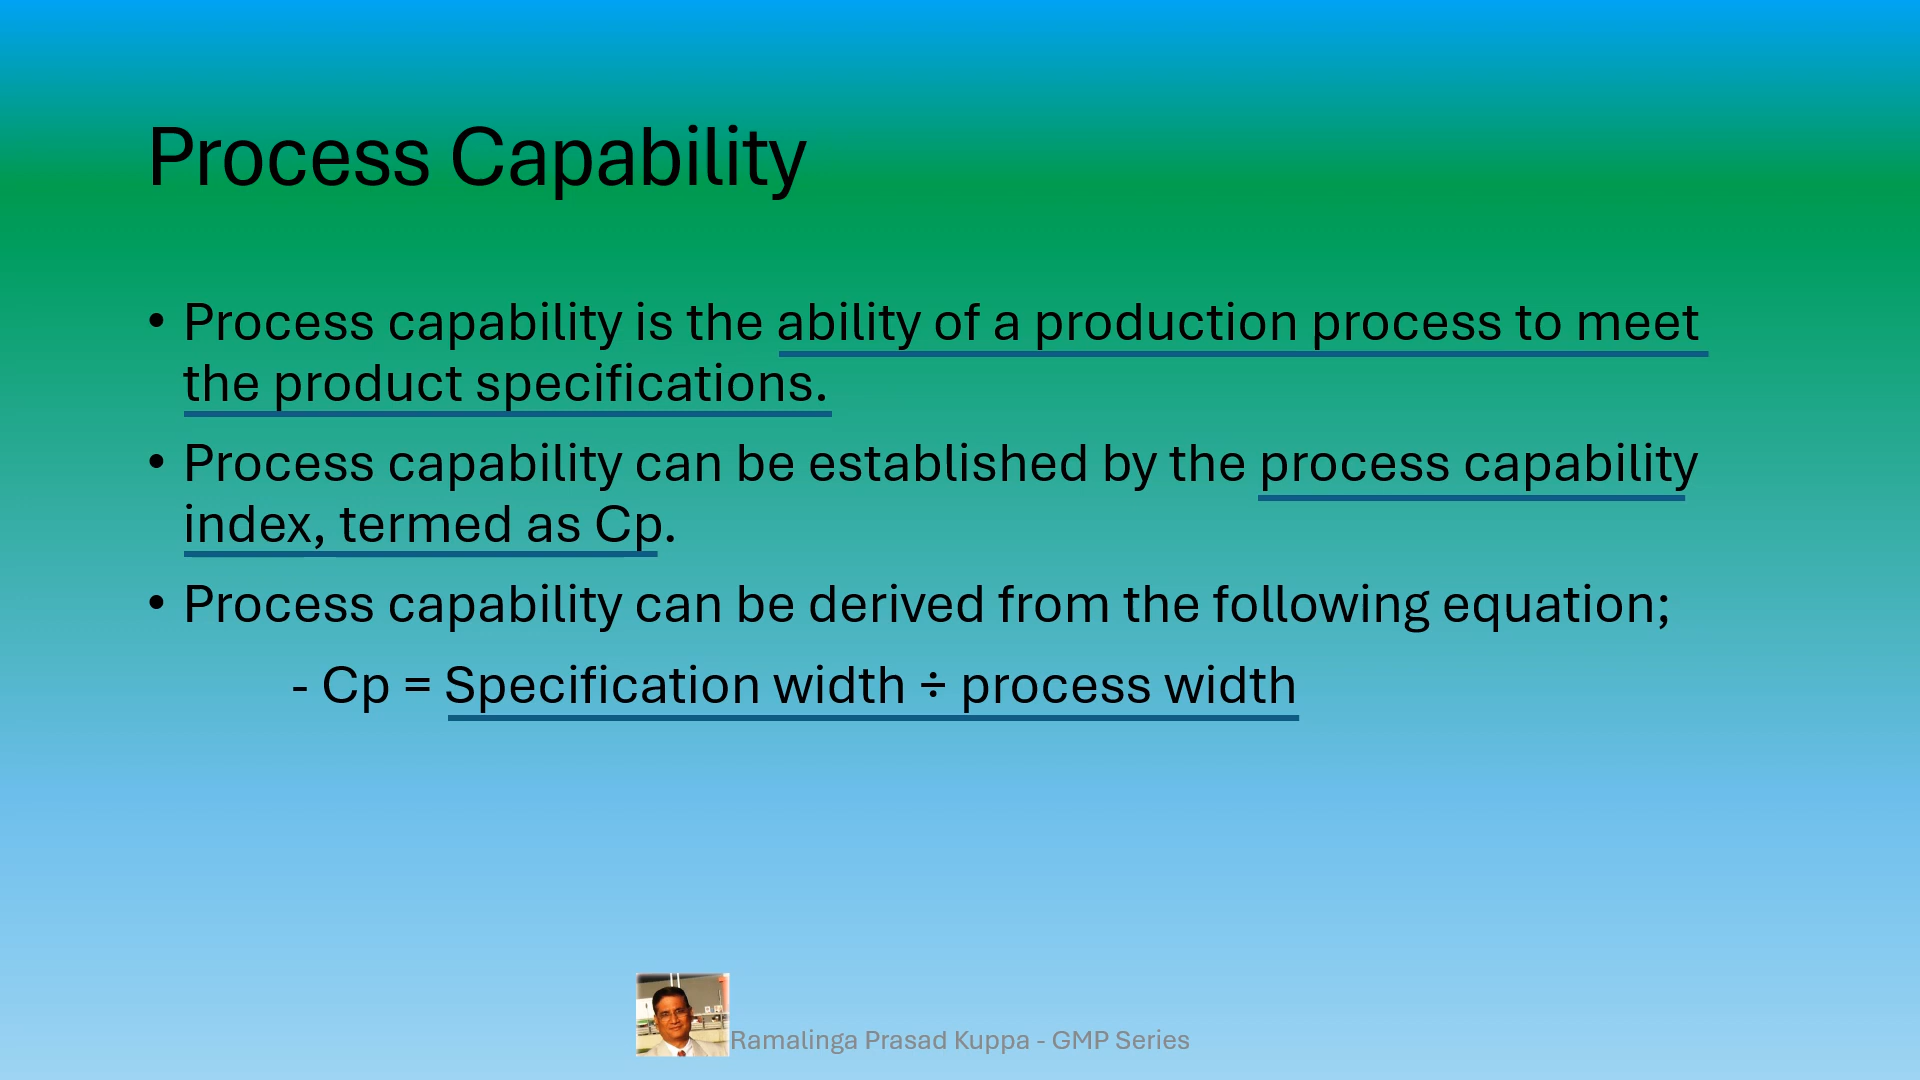 Process Capability
• Process capability is the ability of a production process to meet
the product specifications.
• Process capability can be established by the process capability
index, termed as Cp.
• Process capability can be derived from the following equation;
- Cp = Specification width ÷ process width
Ramalinga Prasad Kuppa - GMP Series